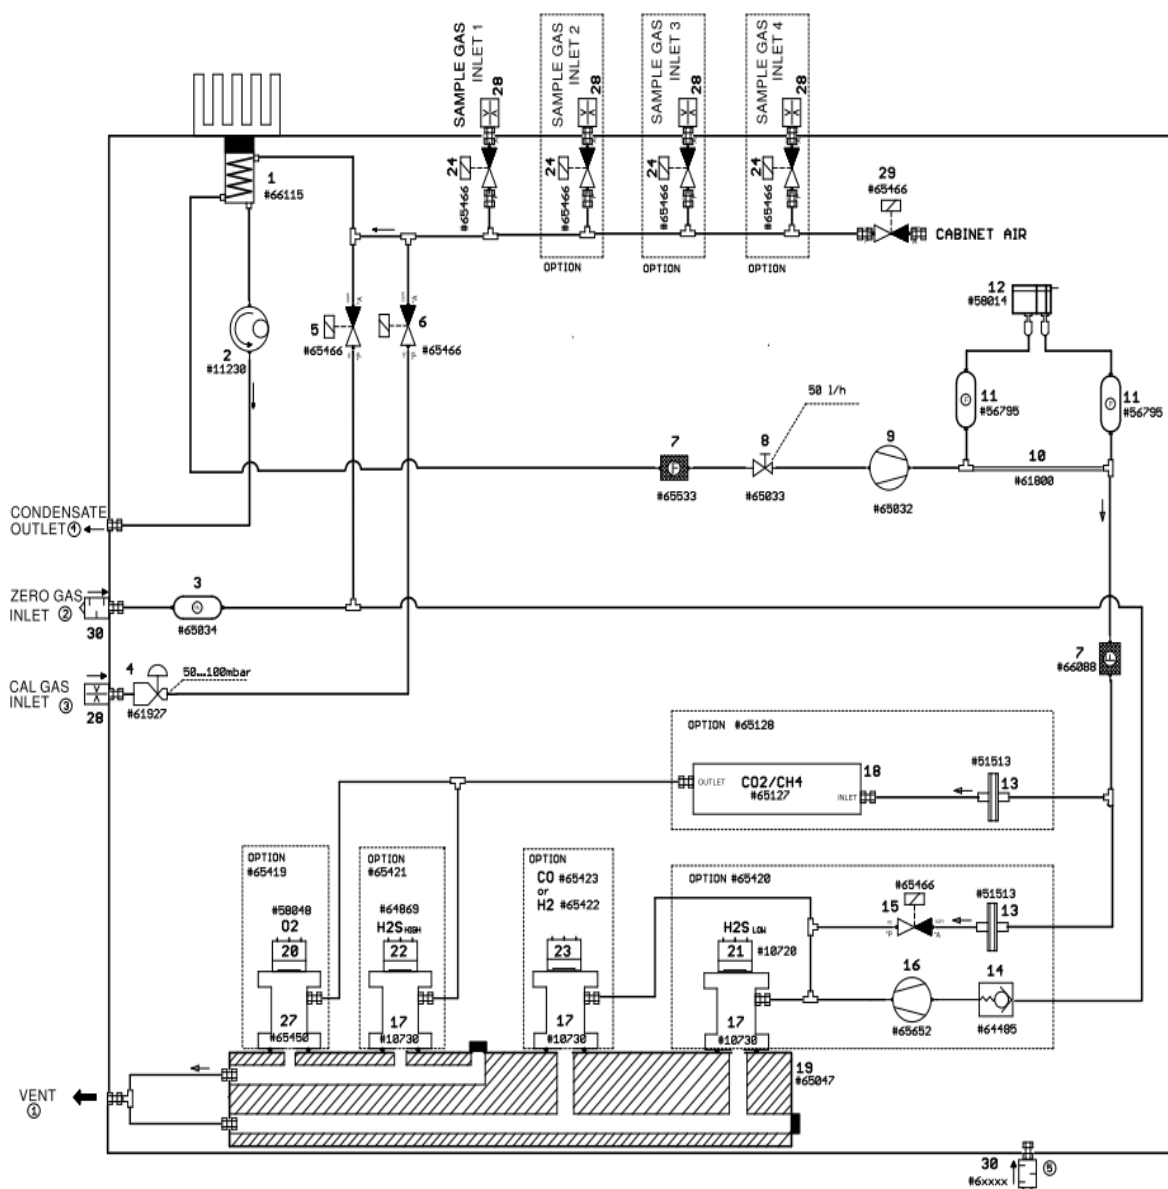 SAMPLE GAS
INLET 1
SAMPLE GAS
INLET 2
SAMPLE GAS
INLET 3
SAMPLE GAS
INLET 4
28
28
28
28
24
24
24
24
#65466
#65466
#65466
#65466
OPTION
OPTION
OPTION
29
#65466
CABINET AIR
1
#66115
2
#11230
5
#65466
6
#65466
12
#58014
11
#56795
11
#56795
50 l/h
7
#65533
8
#65033
9
#65032
10
#61800
CONDENSATE
OUTLET 4
ZERO GAS
INLET 2
30
3
#65034
CAL GAS
INLET 3
28
4
50...100mbar
#61927
7
#66088
OPTION #65128
OUTLET
CO2/CH4
#65127
INLET
18
#51513
13
OPTION
#65419
#58048
O2
20
27
#65450
OPTION
#65421
#64869
H2S HIGH
22
17
#10730
OPTION
CO #65423
or
H2 #65422
23
17
#10730
OPTION #65420
#65466
15
#51513
13
H2S LOW
21
#10720
17
#10730
16
#65652
14
#64485
19
#65047
VENT
1
30
#6xxxx
5